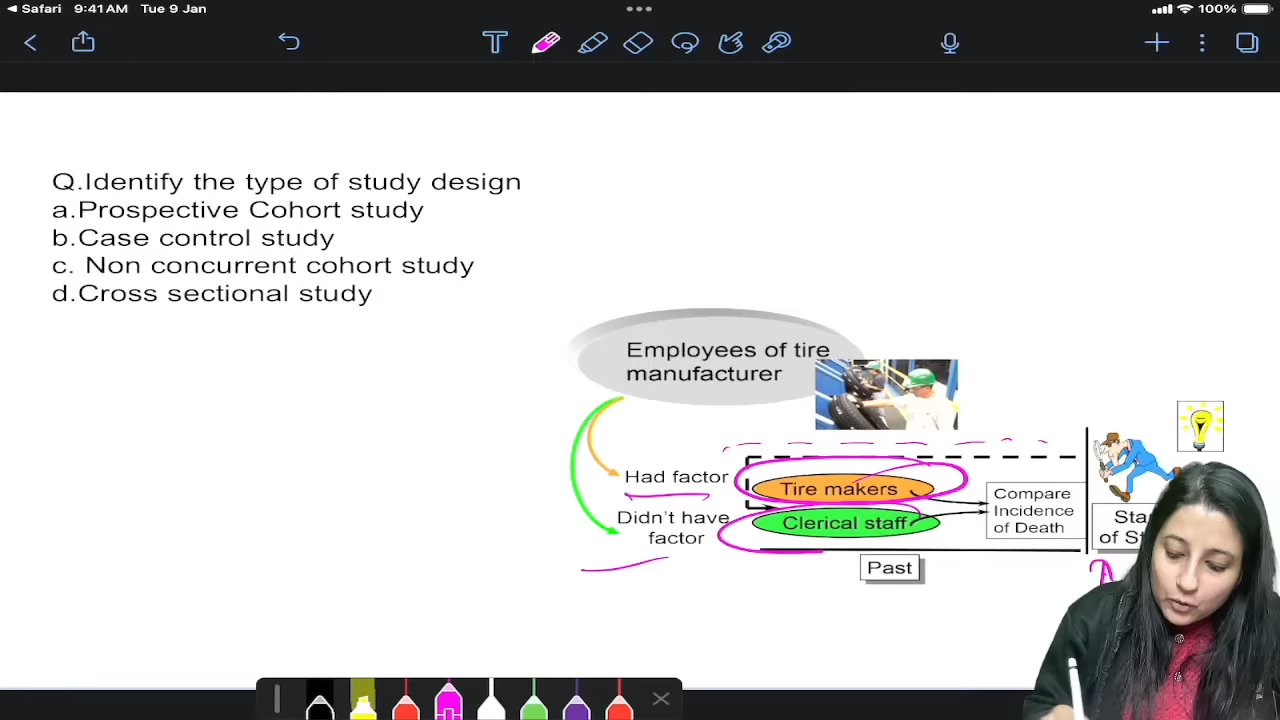 Safari 9:41 AM Tue 9 Jan
100%
T
Q.Identify the type of study design
a.Prospective Cohort study
b.Case control study
c. Non concurrent cohort study
d.Cross sectional study
Employees of tire
manufacturer
Had factor
Tire makers
Didn't have
factor
Clerical staff
Compare
Incidence
of Death
Past